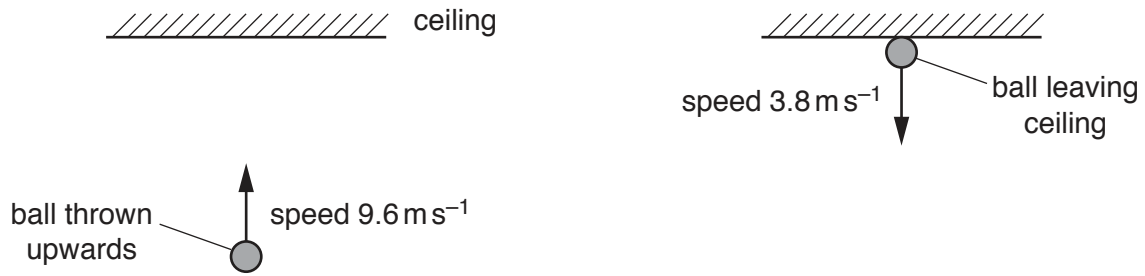 ceiling
ball thrown
upwards
speed 9.6 m s⁻¹
speed 3.8 m s⁻¹
ball leaving
ceiling